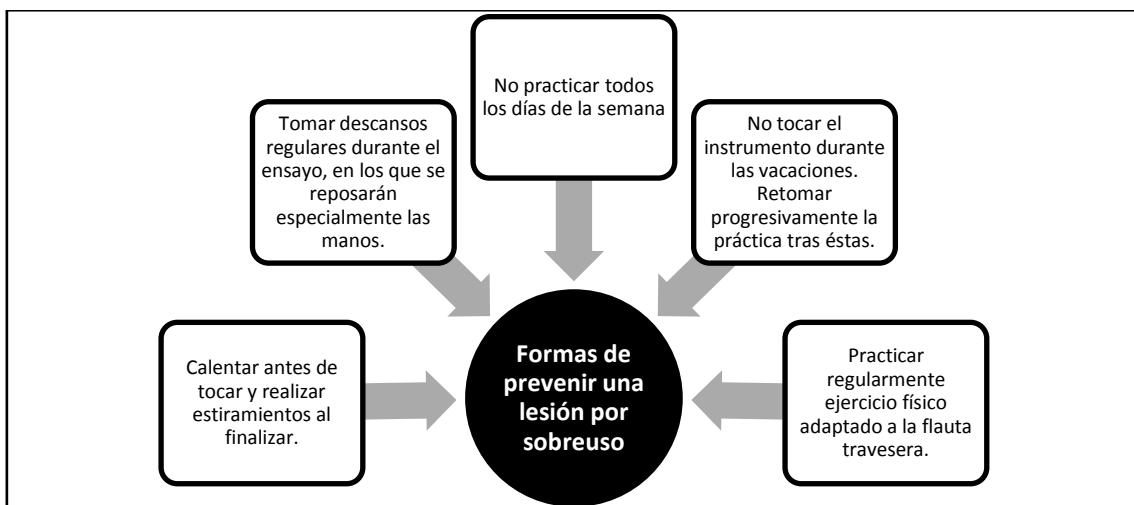 No practicar todos
los días de la semana
Tomar descansos
regulares durante el
ensayo, en los que se
reposarán
especialmente las
manos.
No tocar el
instrumento durante
las vacaciones.
Retomar
progresivamente la
práctica tras éstas.
Calentar antes de
tocar y realizar
estiramientos al
finalizar.
Formas de
prevenir una
lesión por
sobreuso
Practicar
regularmente
ejercicio físico
adaptado a la flauta
travesera.